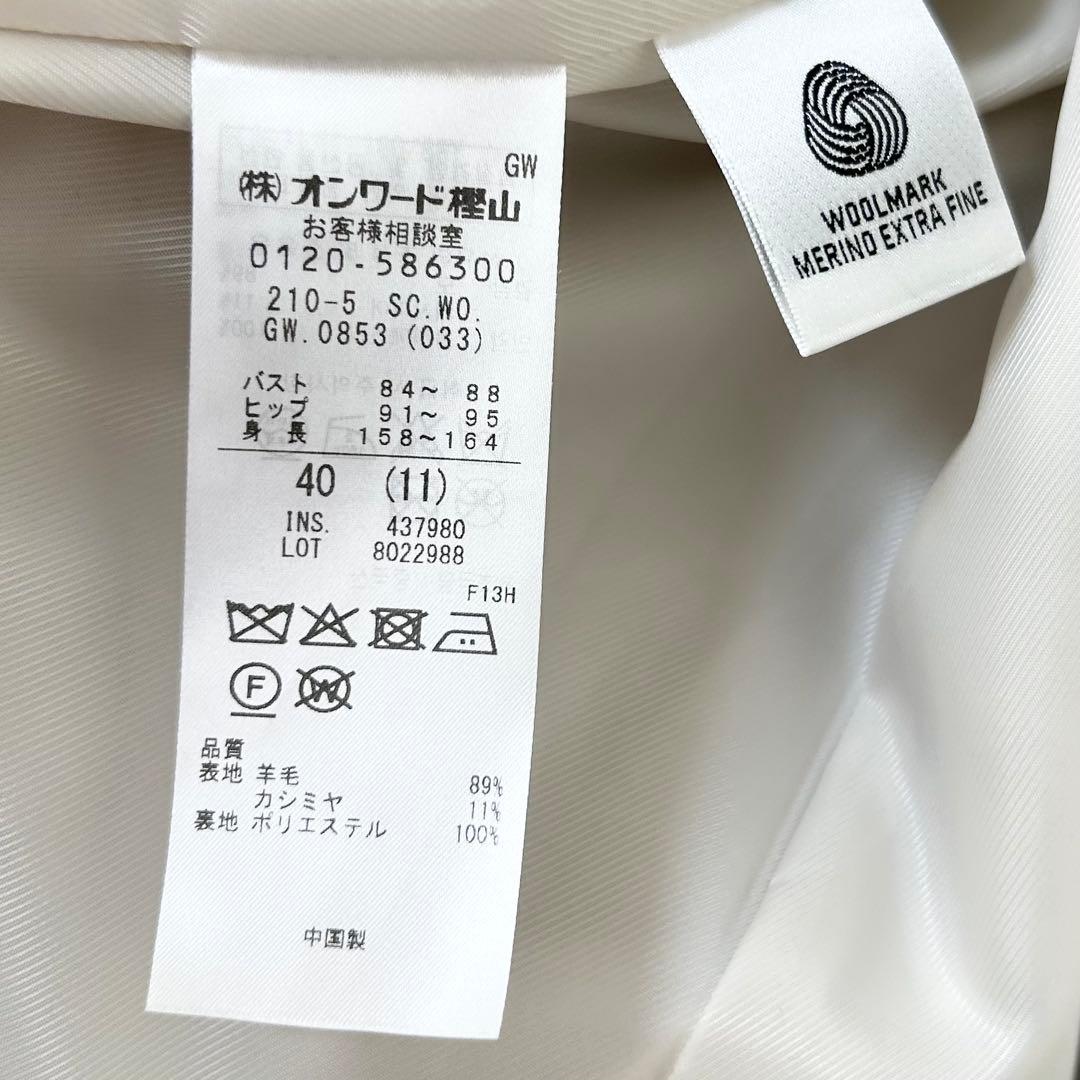 GW
㈱オンワード樫山
お客様相談室
0120-586300
210-5 SC.WO.
GW.0853 (033)
バスト 84～ 88
ヒップ 91～ 95
身長 158～164
40 (11)
INS. 437980
LOT 8022988
F13H
F
W
品質
表地 羊毛 89%
カシミヤ 11%
裏地 ポリエステル 100%
中国製
WOOLMARK
MERINO EXTRA FINE